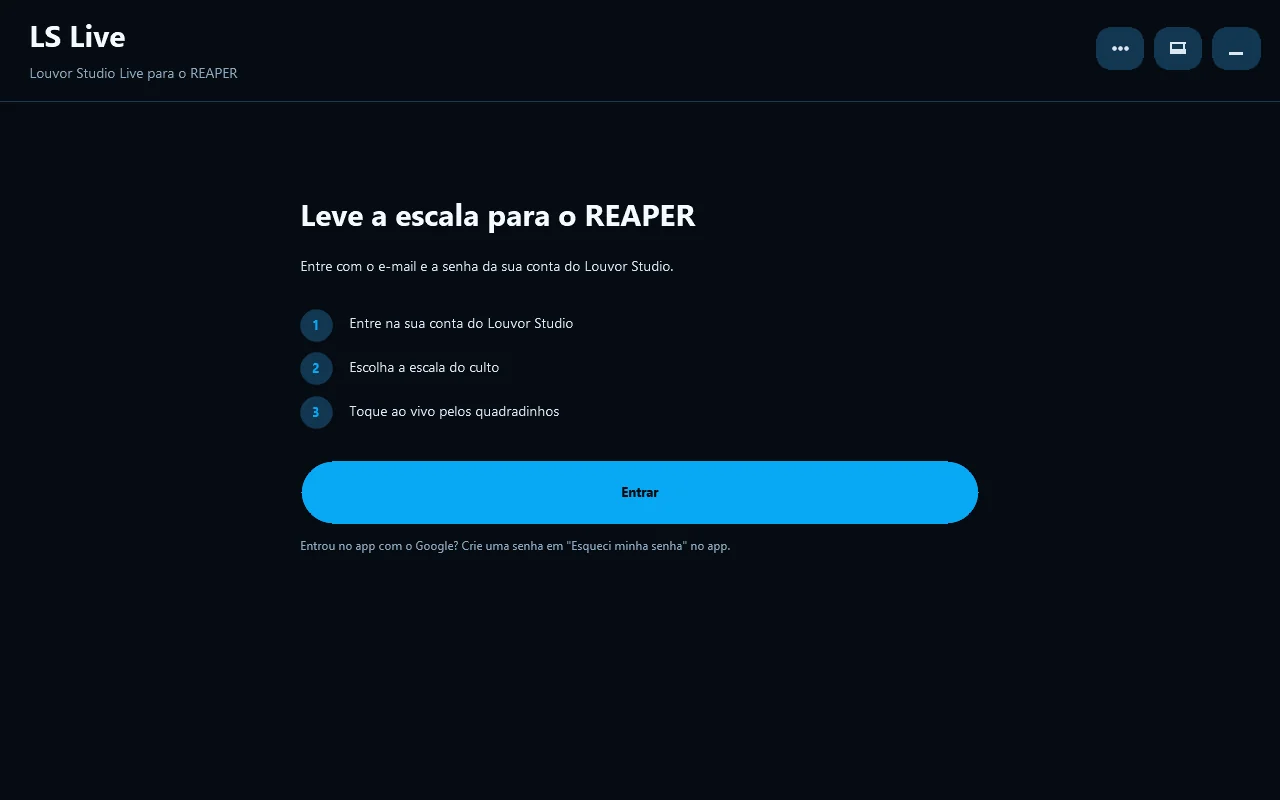 LS Live
Louvor Studio Live para o REAPER
Leve a escala para o REAPER
Entre com o e-mail e a senha da sua conta do Louvor Studio.
1 Entre na sua conta do Louvor Studio
2 Escolha a escala do culto
3 Toque ao vivo pelos quadradinhos
Entrar
Entrou no app com o Google? Crie uma senha em "Esqueci minha senha" no app.